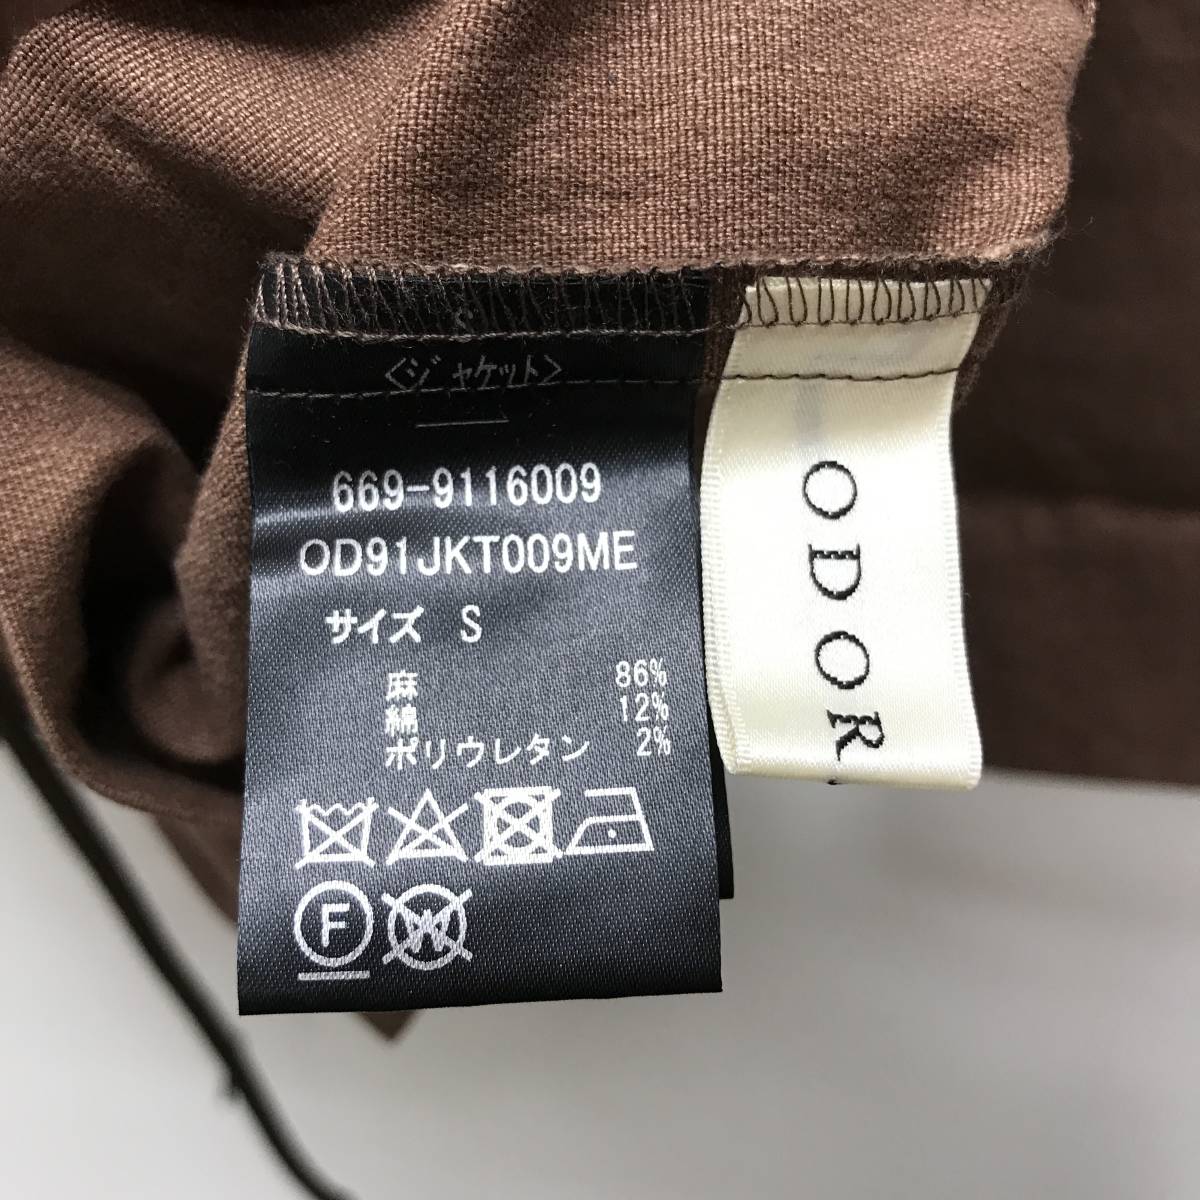 <ジャケット>
669-9116009
OD91JKT009ME
サイズ S
麻 86%
綿 12%
ポリウレタン 2%
F
W
ODOR